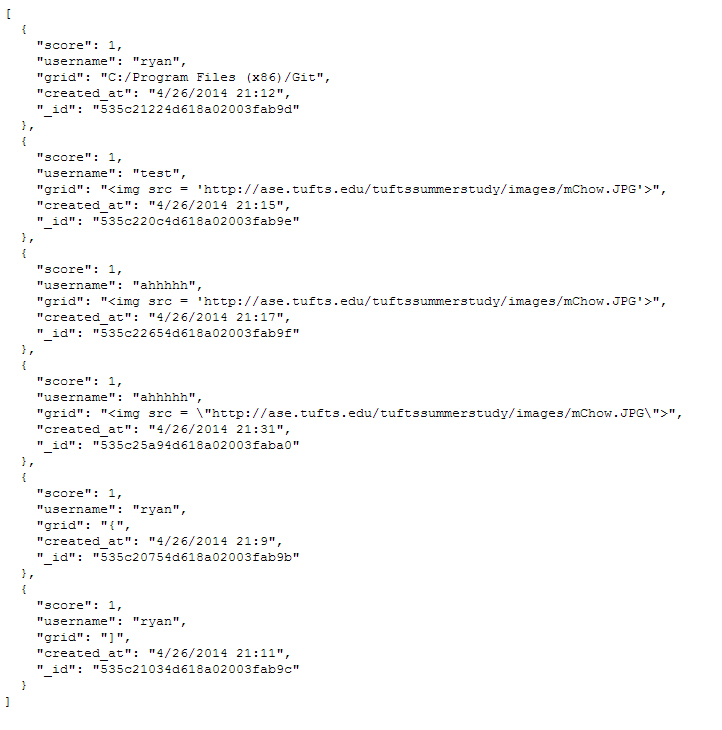 [
  {
    "score": 1,
    "username": "ryan",
    "grid": "C:/Program Files (x86)/Git",
    "created_at": "4/26/2014 21:12",
    "_id": "535c21224d618a02003fab9d"
  },
  {
    "score": 1,
    "username": "test",
    "grid": "<img src = 'http://ase.tufts.edu/tuftssummerstudy/images/mChow.JPG'>",
    "created_at": "4/26/2014 21:15",
    "_id": "535c220c4d618a02003fab9e"
  },
  {
    "score": 1,
    "username": "ahhhhh",
    "grid": "<img src = 'http://ase.tufts.edu/tuftssummerstudy/images/mChow.JPG'>",
    "created_at": "4/26/2014 21:17",
    "_id": "535c22654d618a02003fab9f"
  },
  {
    "score": 1,
    "username": "ahhhhh",
    "grid": "<img src = \"http://ase.tufts.edu/tuftssummerstudy/images/mChow.JPG\">",
    "created_at": "4/26/2014 21:31",
    "_id": "535c25a94d618a02003faba0"
  },
  {
    "score": 1,
    "username": "ryan",
    "grid": "{",
    "created_at": "4/26/2014 21:9",
    "_id": "535c20754d618a02003fab9b"
  },
  {
    "score": 1,
    "username": "ryan",
    "grid": "]",
    "created_at": "4/26/2014 21:11",
    "_id": "535c21034d618a02003fab9c"
  }
]